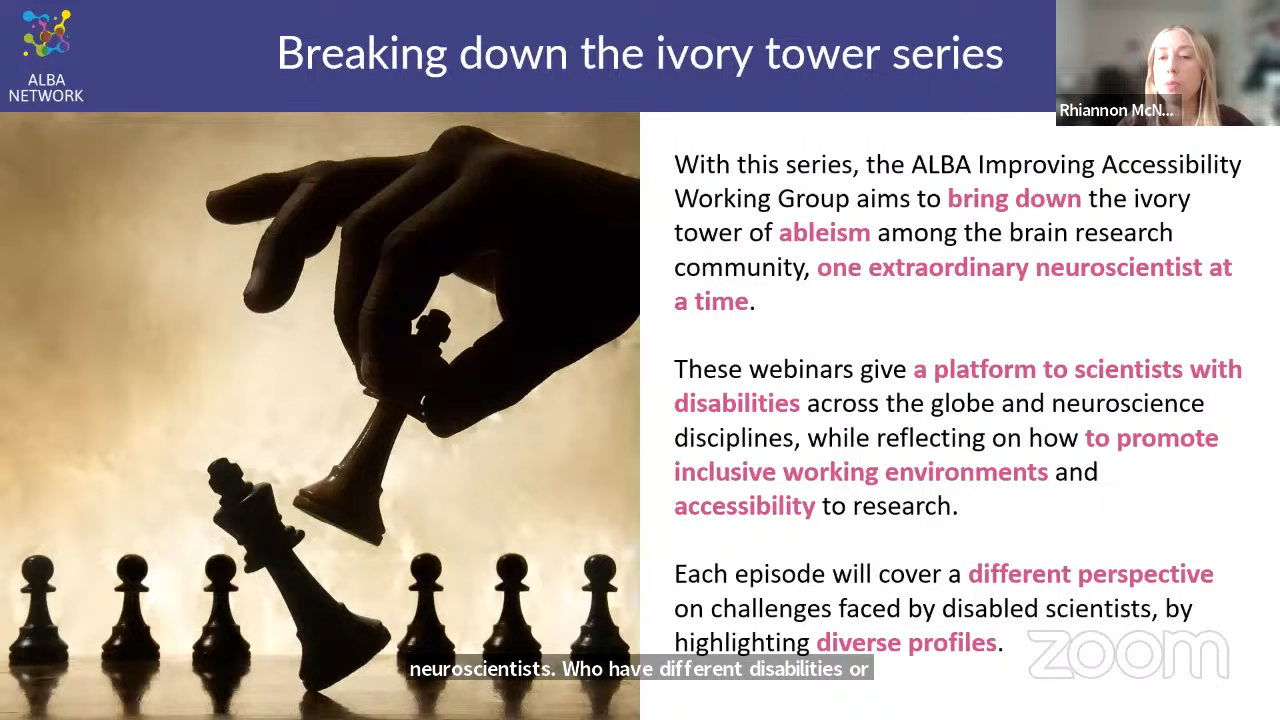 ALBA
NETWORK
Breaking down the ivory tower series
Rhiannon McN...
With this series, the ALBA Improving Accessibility
Working Group aims to bring down the ivory
tower of ableism among the brain research
community, one extraordinary neuroscientist at
a time.
These webinars give a platform to scientists with
disabilities across the globe and neuroscience
disciplines, while reflecting on how to promote
inclusive working environments and
accessibility to research.
Each episode will cover a different perspective
on challenges faced by disabled scientists, by
highlighting diverse profiles.
zoom
neuroscientists. Who have different disabilities or